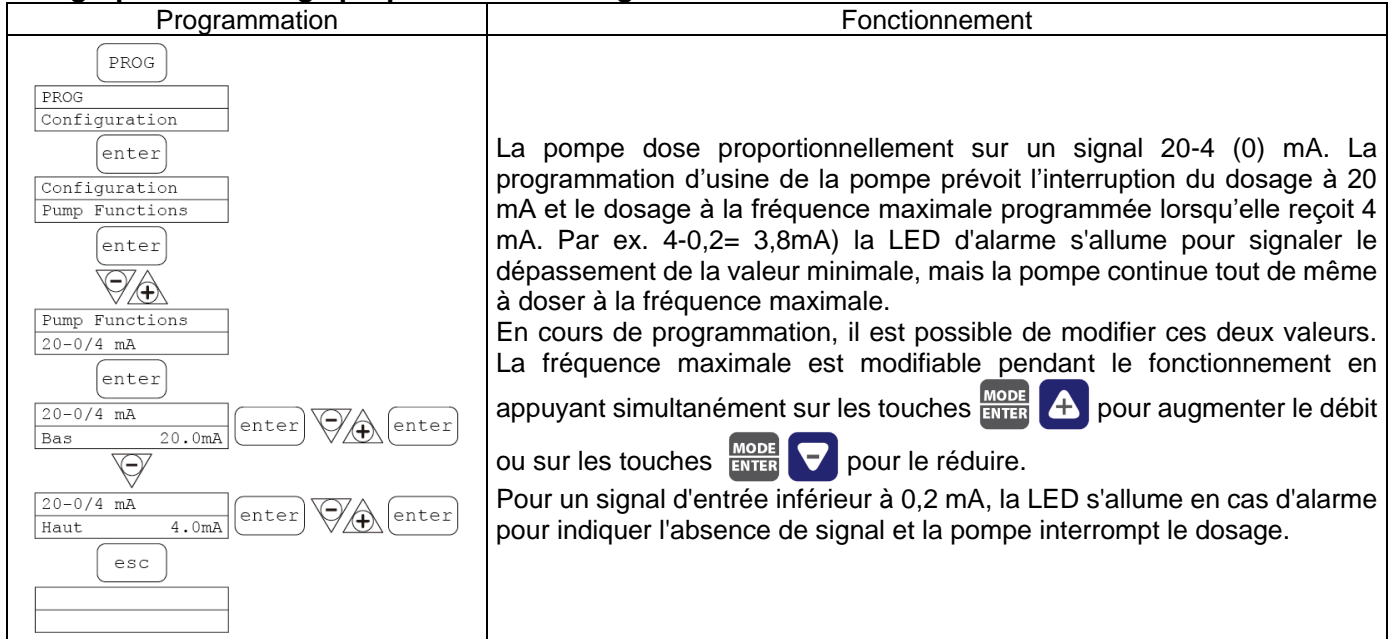 Programmation
Fonctionnement
PROG
PROG
Configuration
enter
Configuration
Pump Functions
enter
Pump Functions
20-0/4 mA
enter
20-0/4 mA
Bas 20.0mA
enter
enter
20-0/4 mA
Haut 4.0mA
enter
enter
esc
La pompe dose proportionnellement sur un signal 20-4 (0) mA. La
programmation d'usine de la pompe prévoit l'interruption du dosage à 20
mA et le dosage à la fréquence maximale programmée lorsqu'elle reçoit 4
mA. Par ex. 4-0,2= 3,8mA) la LED d'alarme s'allume pour signaler le
dépassement de la valeur minimale, mais la pompe continue tout de même
à doser à la fréquence maximale.
En cours de programmation, il est possible de modifier ces deux valeurs.
La fréquence maximale est modifiable pendant le fonctionnement en
appuyant simultanément sur les touches MODE ENTER + pour augmenter le débit
ou sur les touches MODE ENTER - pour le réduire.
Pour un signal d'entrée inférieur à 0,2 mA, la LED s'allume en cas d'alarme
pour indiquer l'absence de signal et la pompe interrompt le dosage.